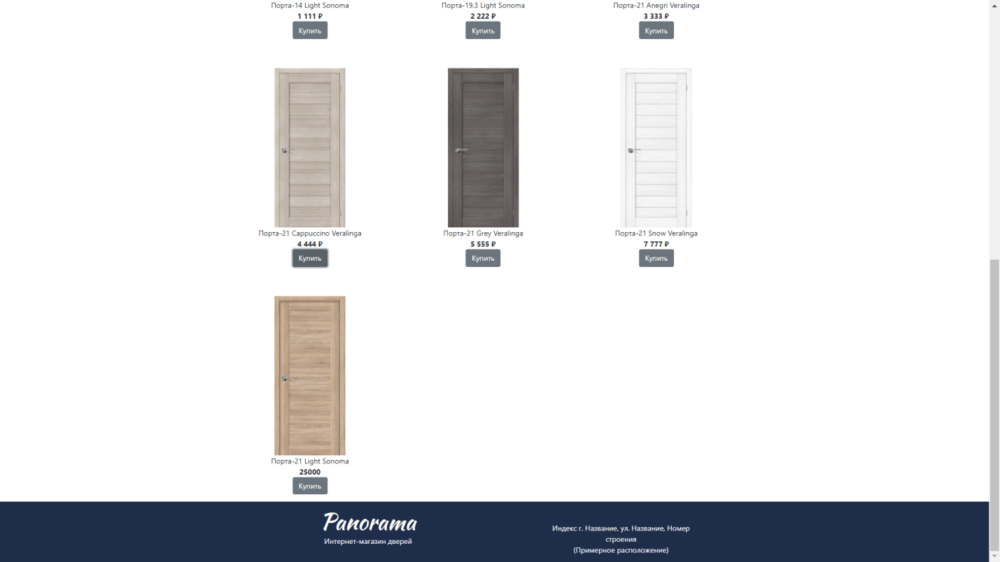 Порта-14 Light Sonoma
Порта-19.3 Light Sonoma
Порта-21 Anegri Veralinga
1 111 ₽
2 222 ₽
3 333 ₽
Купить
Купить
Купить
Порта-21 Cappuccino Veralinga
Порта-21 Grey Veralinga
Порта-21 Snow Veralinga
4 444 ₽
5 555 ₽
7 777 ₽
Купить
Купить
Купить
Порта-21 Light Sonoma
25000
Купить
Panorama
Интернет-магазин дверей
Индекс г. Название, ул. Название, Номер
строения
(Примерное расположение)